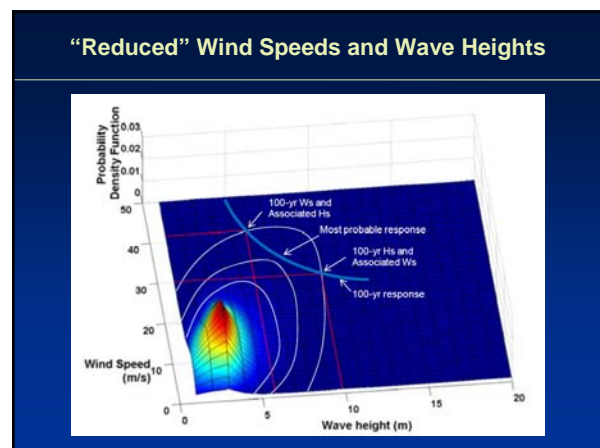 “Reduced” Wind Speeds and Wave Heights
Probability
Density Function
0.03
0.02
0.01
0
50
40
30
20
10
0
Wind Speed
(m/s)
100-yr Ws and
Associated Hs
Most probable response
100-yr Hs and
Associated Ws
100-yr response
0
5
10
15
20
Wave height (m)